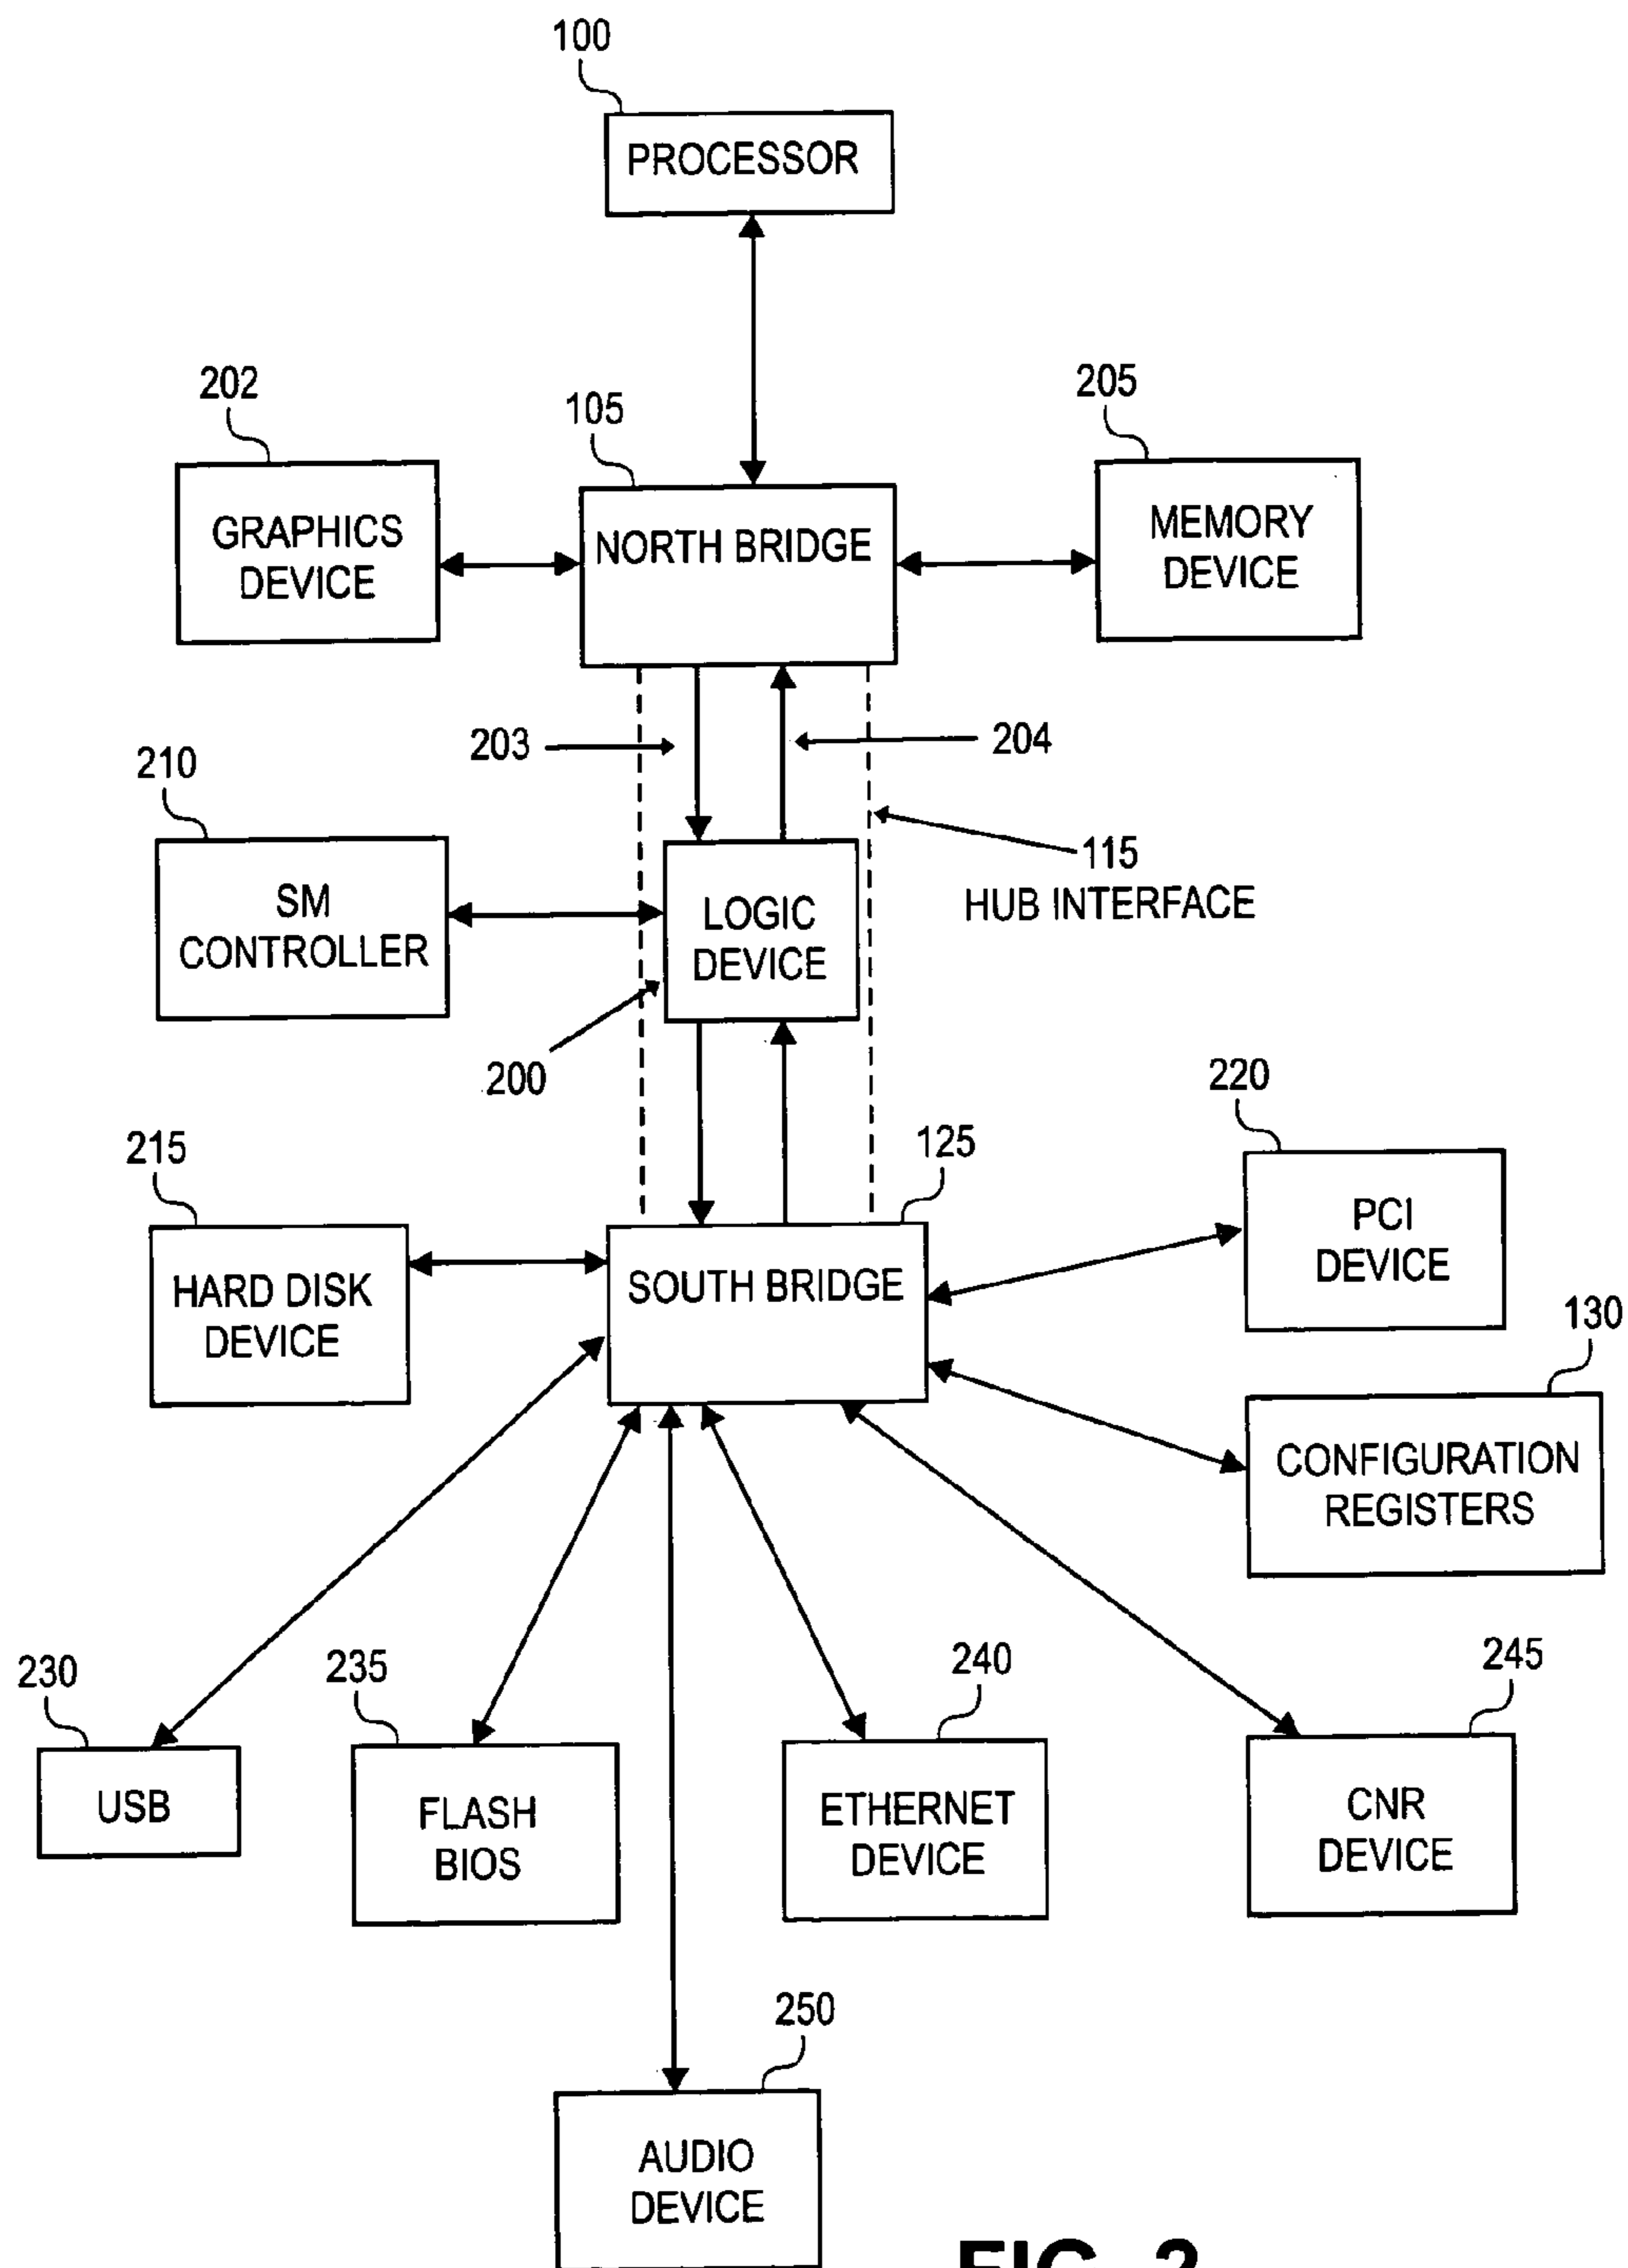 100
PROCESSOR
202
105
205
GRAPHICS
DEVICE
NORTH BRIDGE
MEMORY
DEVICE
203
204
210
115
HUB INTERFACE
SM
CONTROLLER
LOGIC
DEVICE
200
220
215
125
PCI
DEVICE
HARD DISK
DEVICE
SOUTH BRIDGE
130
CONFIGURATION
REGISTERS
230
235
240
245
USB
FLASH
BIOS
ETHERNET
DEVICE
CNR
DEVICE
250
AUDIO
DEVICE
FIG. 2